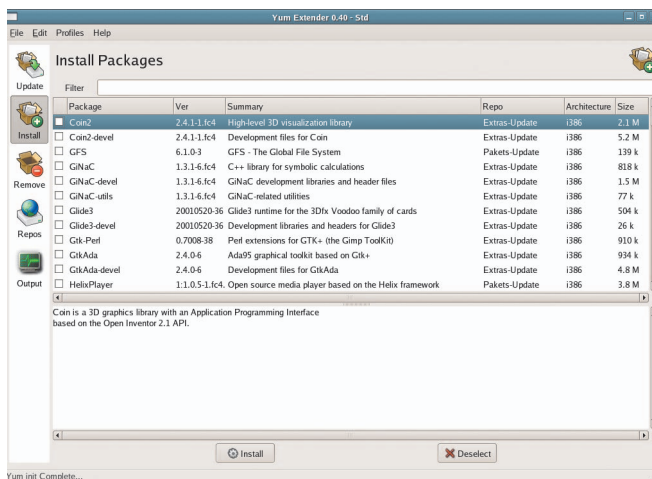 Yum Extender 0.40 - Std
File Edit Profiles Help
Update
Install
Remove
Repos
Output
Install Packages
Filter
Package Ver Summary Repo Architecture Size
Coin2 2.4.1-1.fc4 High-level 3D visualization library Extras-Update i386 2.1 M
Coin2-devel 2.4.1-1.fc4 Development files for Coin Extras-Update i386 5.2 M
GFS 6.1.0-3 GFS - The Global File System Pakets-Update i386 139 k
GiNaC 1.3.1-6.fc4 C++ library for symbolic calculations Extras-Update i386 818 k
GiNaC-devel 1.3.1-6.fc4 GiNaC development libraries and header files Extras-Update i386 1.5 M
GiNaC-utils 1.3.1-6.fc4 GiNaC-related utilities Extras-Update i386 77 k
Glide3 20010520-36 Glide3 runtime for the 3Dfx Voodoo family of cards Extras-Update i386 504 k
Glide3-devel 20010520-36 Development libraries and headers for Glide3 Extras-Update i386 26 k
Gtk-Perl 0.7008-38 Perl extensions for GTK+ (the Gimp ToolKit) Extras-Update i386 910 k
GtkAda 2.4.0-6 Ada95 graphical toolkit based on Gtk+ Extras-Update i386 934 k
GtkAda-devel 2.4.0-6 Development files for GtkAda Extras-Update i386 4.8 M
HelixPlayer 1:1.0.5-1.fc4. Open source media player based on the Helix framework Pakets-Update i386 3.8 M
Coin is a 3D graphics library with an Application Programming Interface
based on the Open Inventor 2.1 API.
Install Deselect
Yum init Complete...